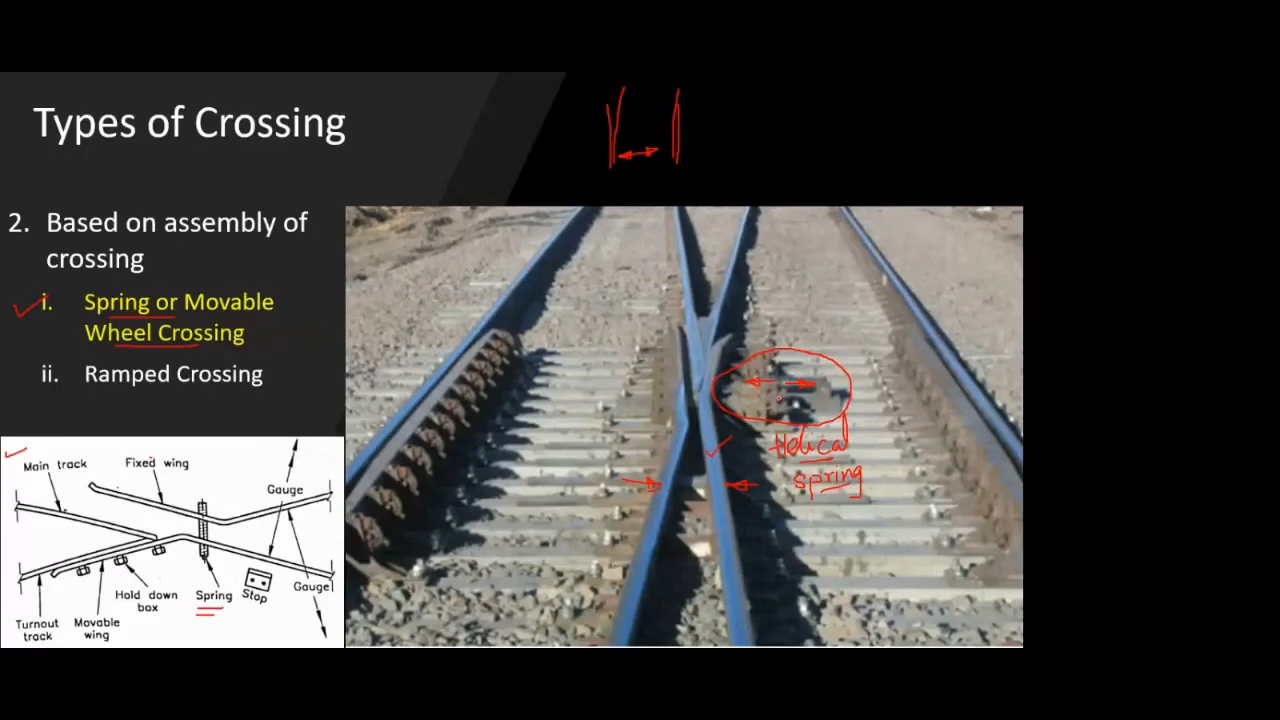 Types of Crossing
2. Based on assembly of
crossing
i. Spring or Movable
Wheel Crossing
ii. Ramped Crossing
Main track
Fixed wing
Gauge
Gauge
Hold down
box
Spring
Stop
Turnout
track
Movable
wing
Helical
spring